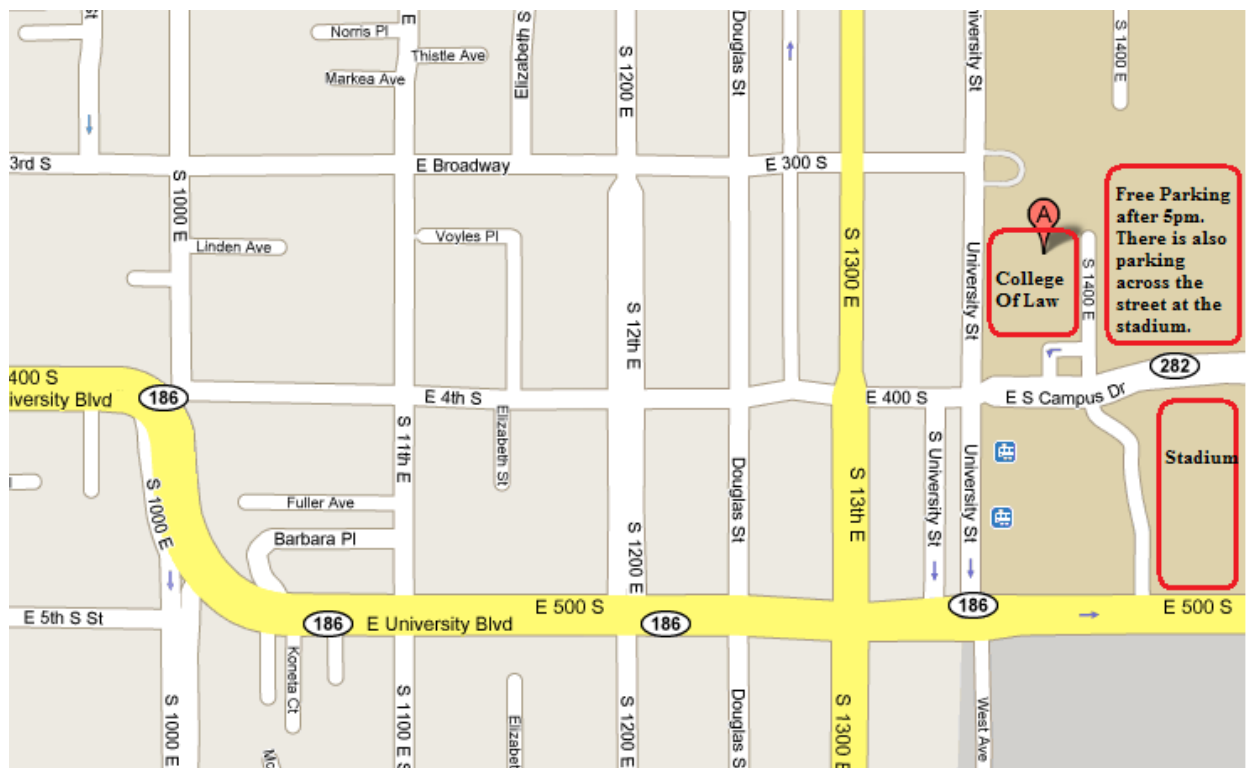 st
E
Norris Pl
Thistle Ave
Markea Ave
S Elizabeth
S 1200 E
Douglas St
University St
S 1400 E
3rd S
E Broadway
E 300 S
S 1000 E
Linden Ave
Voyles Pl
S 12th E
S 1300 E
University St
A
College
Of Law
S 1400 E
Free Parking
after 5pm.
There is also
parking
across the
street at the
stadium.
282
400 S
iversity Blvd
186
E 4th S
E 400 S
E S Campus Dr
S 1000 E
S 11th E
Elizabeth St
Fuller Ave
Barbara Pl
S 1200 E
Douglas St
S 13th E
S University St
University St
Stadium
E 5th S St
186
E University Blvd
E 500 S
186
186
E 500 S
S 1000 E
Koneta Ct
Mc
S 1100 E S
Elizabet
S 1200 E
Douglas S
S 1300 E
West Ave